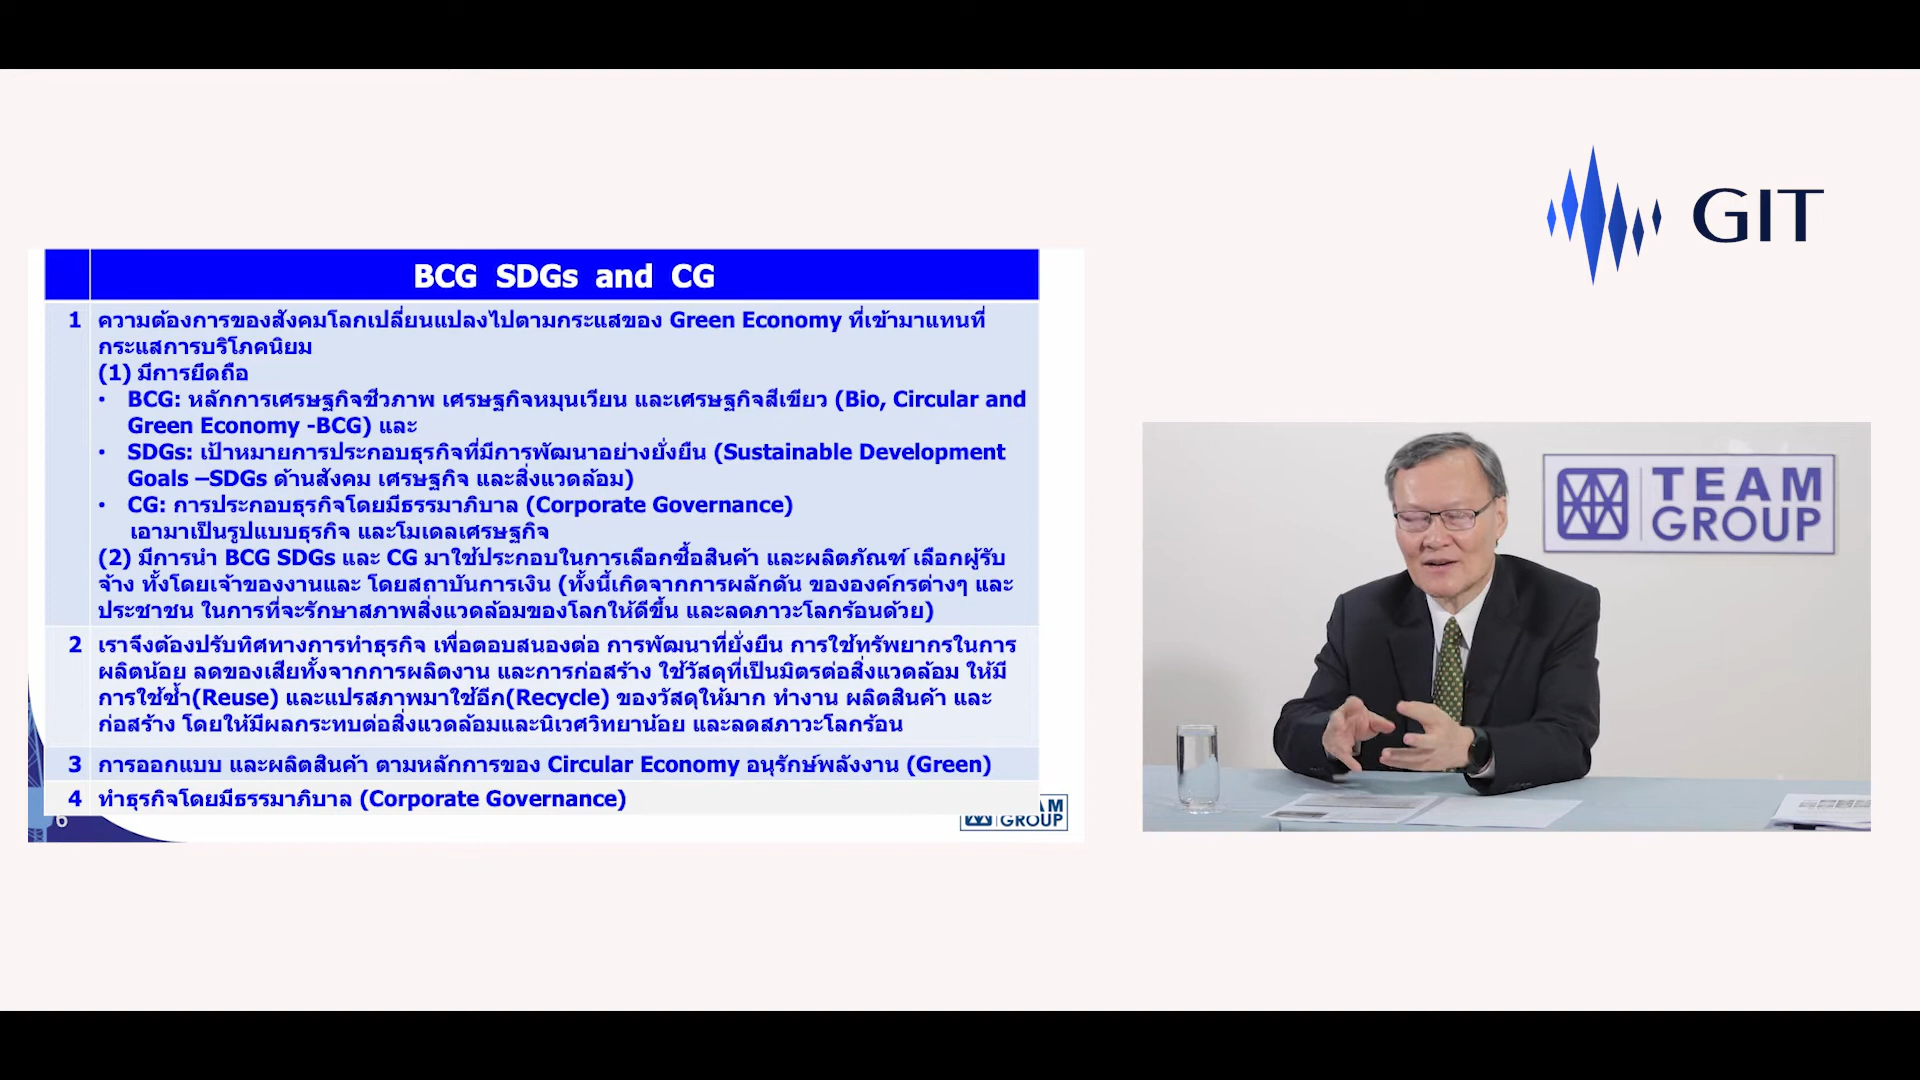 GIT
BCG SDGs and CG
1 ความต้องการของสังคมโลกเปลี่ยนแปลงไปตามกระแสของ Green Economy ที่เข้ามาแทนที่
กระแสการบริโภคนิยม
(1) มีการยึดถือ
• BCG: หลักการเศรษฐกิจชีวภาพ เศรษฐกิจหมุนเวียน และเศรษฐกิจสีเขียว (Bio, Circular and
Green Economy -BCG) และ
• SDGs: เป้าหมายการประกอบธุรกิจที่มีการพัฒนาอย่างยั่งยืน (Sustainable Development
Goals –SDGs ด้านสังคม เศรษฐกิจ และสิ่งแวดล้อม)
• CG: การประกอบธุรกิจโดยมีธรรมาภิบาล (Corporate Governance)
เอามาเป็นรูปแบบธุรกิจ และโมเดลเศรษฐกิจ
(2) มีการนำ BCG SDGs และ CG มาใช้ประกอบในการเลือกซื้อสินค้า และผลิตภัณฑ์ เลือกผู้รับ
จ้าง ทั้งโดยเจ้าของงานและ โดยสถาบันการเงิน (ทั้งนี้เกิดจากการผลักดัน ขององค์กรต่างๆ และ
ประชาชน ในการที่จะรักษาสภาพสิ่งแวดล้อมของโลกให้ดีขึ้น และลดภาวะโลกร้อนด้วย)
2 เราจึงต้องปรับทิศทางการทำธุรกิจ เพื่อตอบสนองต่อ การพัฒนาที่ยั่งยืน การใช้ทรัพยากรในการ
ผลิตน้อย ลดของเสียทั้งจากการผลิตงาน และการก่อสร้าง ใช้วัสดุที่เป็นมิตรต่อสิ่งแวดล้อม ให้มี
การใช้ซ้ำ(Reuse) และแปรสภาพมาใช้อีก(Recycle) ของวัสดุให้มาก ทำงาน ผลิตสินค้า และ
ก่อสร้าง โดยให้มีผลกระทบต่อสิ่งแวดล้อมและนิเวศวิทยาน้อย และลดสภาวะโลกร้อน
3 การออกแบบ และผลิตสินค้า ตามหลักการของ Circular Economy อนุรักษ์พลังงาน (Green)
4 ทำธุรกิจโดยมีธรรมาภิบาล (Corporate Governance)
6
AM
GROUP
TEAM
GROUP